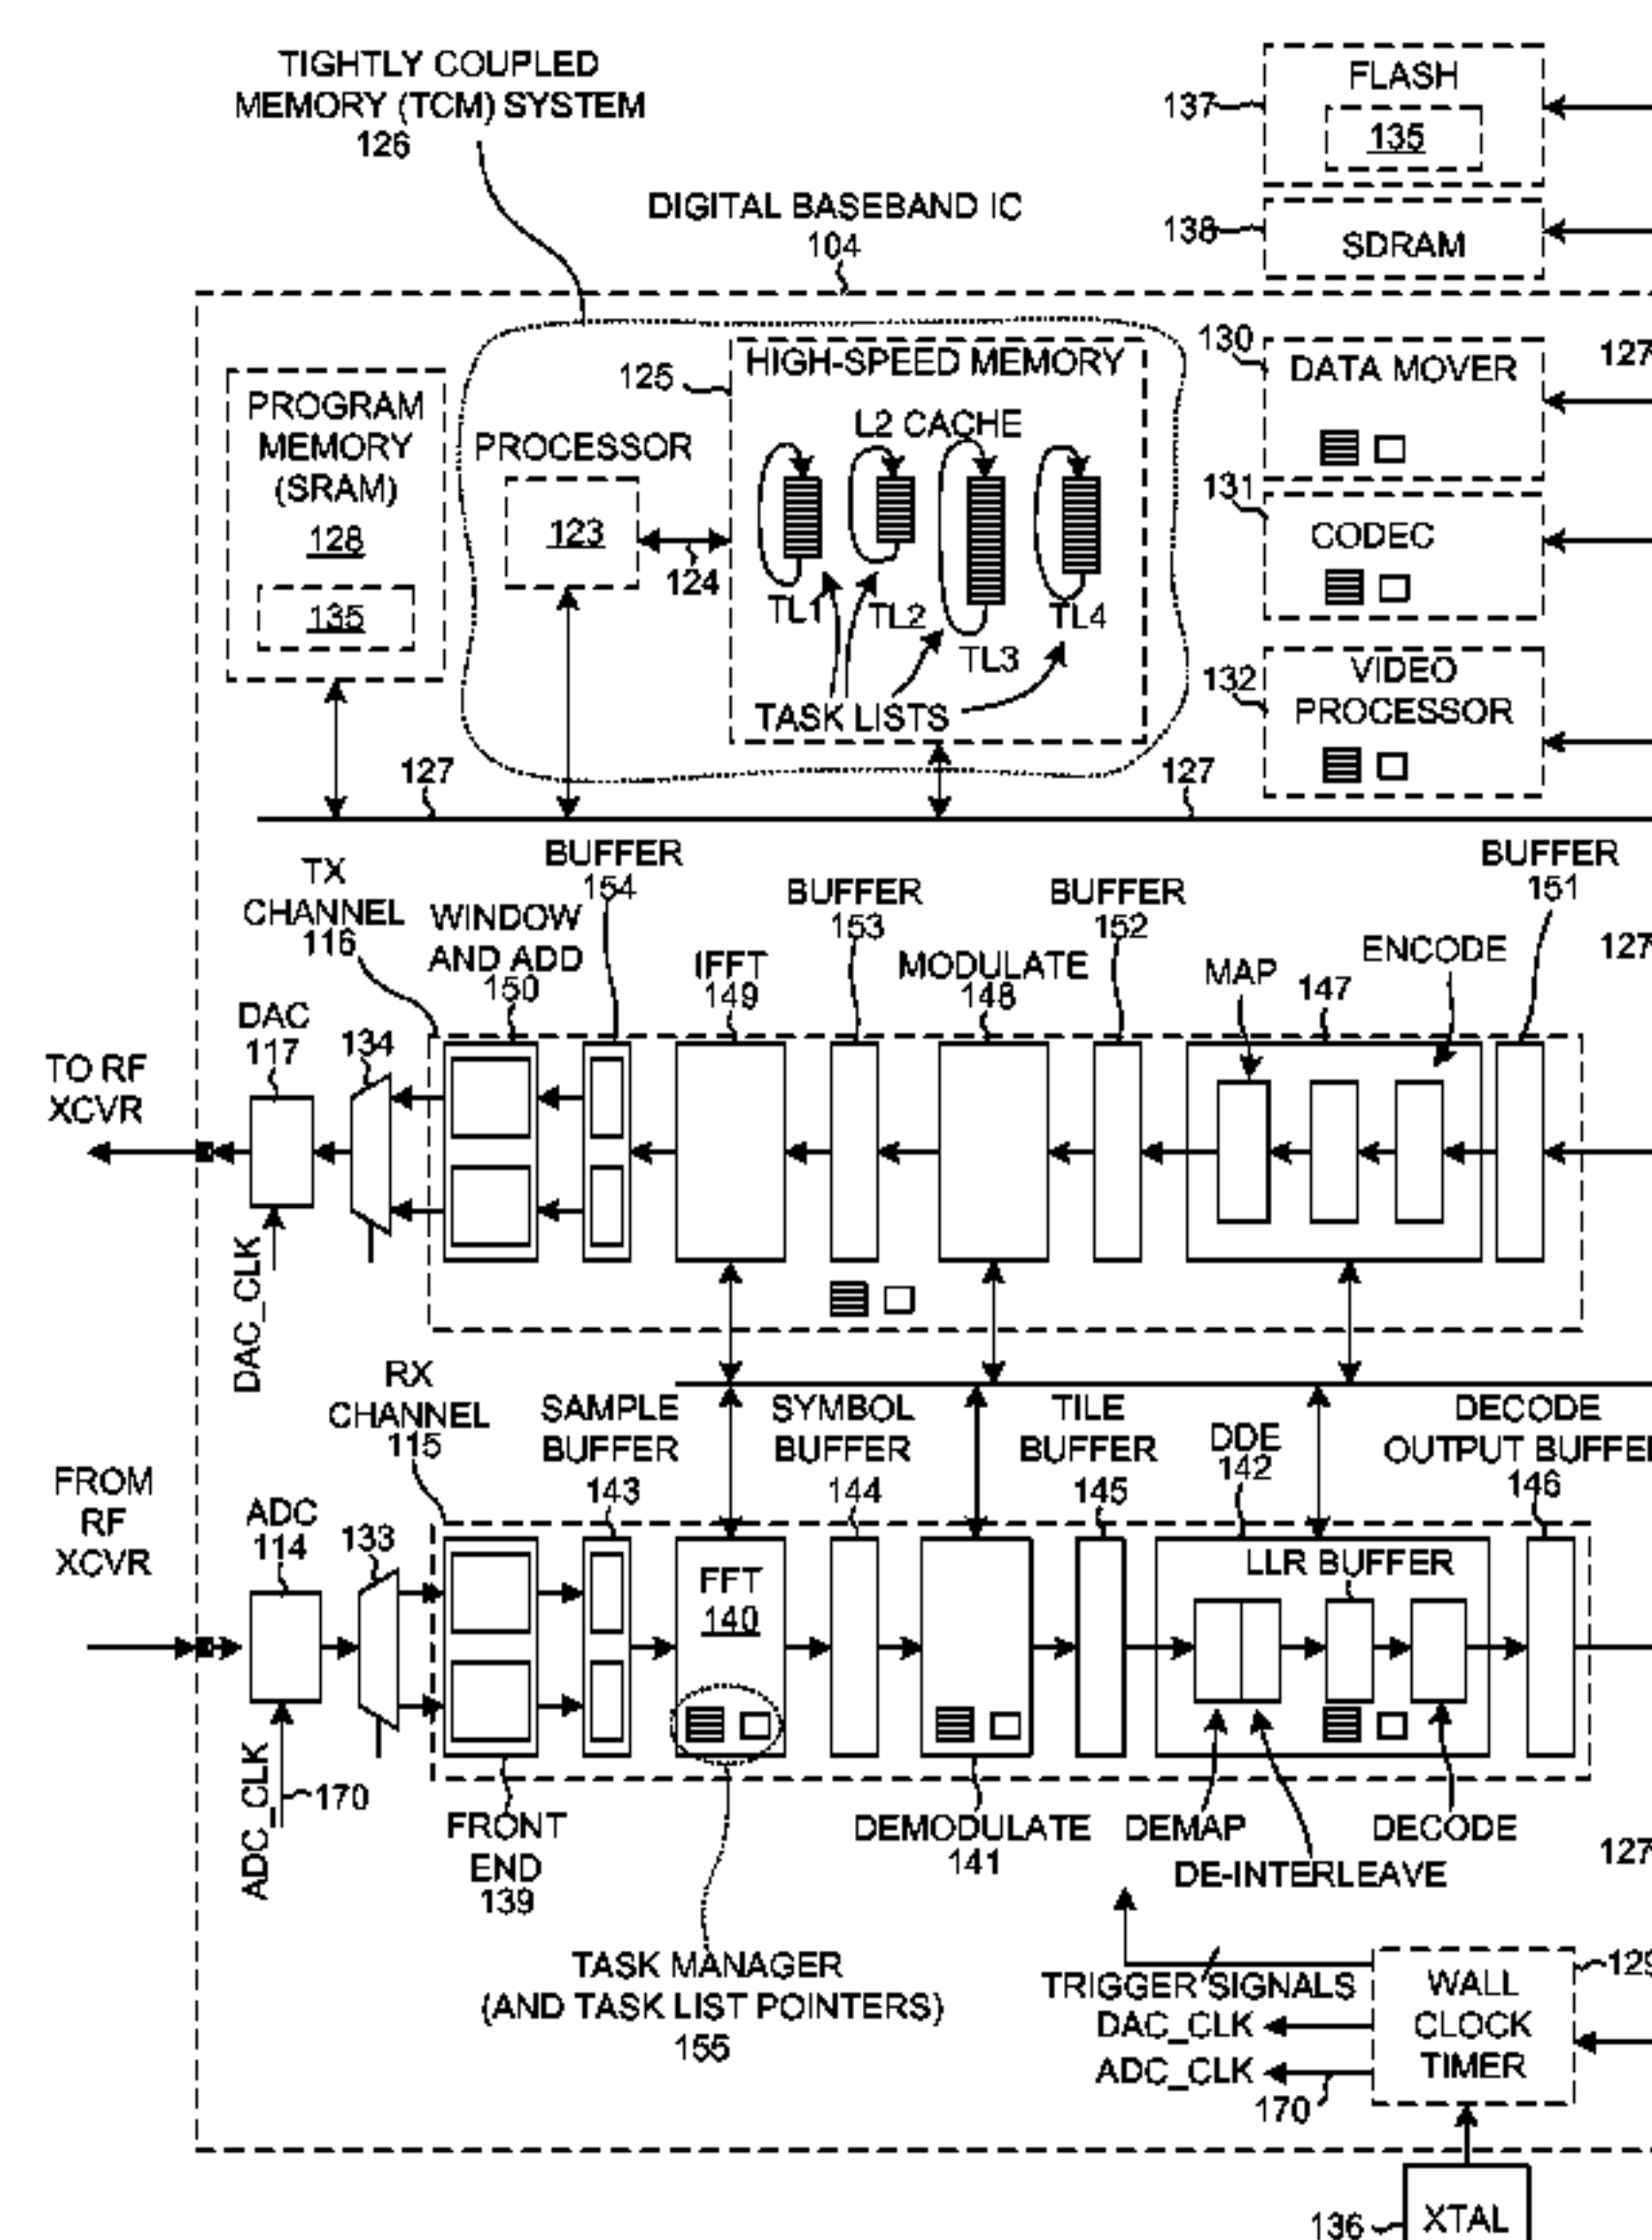 TIGHTLY COUPLED
MEMORY (TCM) SYSTEM
126
FLASH
137
135
DIGITAL BASEBAND IC
104
138
SDRAM
130
DATA MOVER
127
125
HIGH-SPEED MEMORY
L2 CACHE
PROGRAM
MEMORY
(SRAM)
128
135
PROCESSOR
123
124
TL1
TL2
TL3
TL4
TASK LISTS
131
CODEC
132
VIDEO
PROCESSOR
127
127
TX
CHANNEL
116
WINDOW
AND ADD
150
BUFFER
154
IFFT
149
BUFFER
153
MODULATE
148
BUFFER
152
MAP
147
ENCODE
BUFFER
151
127
TO RF
XCVR
DAC
117
134
DAC_CLK
RX
CHANNEL
115
SAMPLE
BUFFER
143
SYMBOL
BUFFER
144
TILE
BUFFER
145
DDE
142
DECODE
OUTPUT BUFFE
146
FROM
RF
XCVR
ADC
114
133
FFT
140
LLR BUFFER
ADC_CLK
170
FRONT
END
139
DEMODULATE
141
DEMAP
DE-INTERLEAVE
DECODE
127
TASK MANAGER
(AND TASK LIST POINTERS)
155
TRIGGER SIGNALS
DAC_CLK
ADC_CLK
170
WALL
CLOCK
TIMER
129
136
XTAL